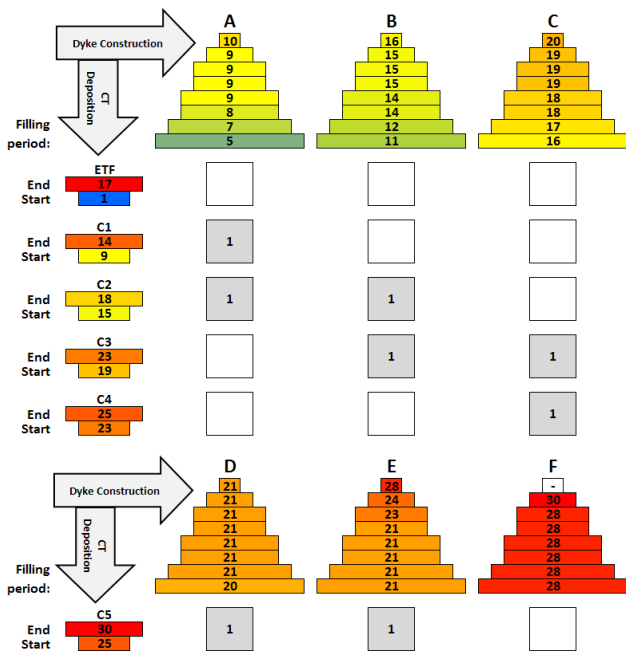 A B C
Dyke Construction
10 16 20
9 15 19
9 15 19
9 15 19
9 14 18
8 14 18
7 12 17
5 11 16
CT Deposition
Filling period:
ETF
End 17
Start 1
C1
End 14 1
Start 9
C2
End 18 1 1
Start 15
C3
End 23 1 1
Start 19
C4
End 25 1
Start 23
D E F
Dyke Construction
21 28 -
21 24 30
21 23 28
21 21 28
21 21 28
21 21 28
21 21 28
20 21 28
CT Deposition
Filling period:
C5
End 30 1 1
Start 25